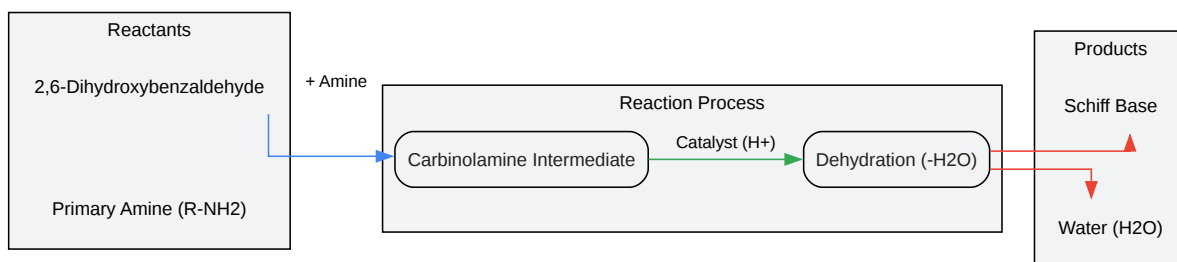 Reactants
2,6-Dihydroxybenzaldehyde
Primary Amine (R-NH2)
+ Amine
Reaction Process
Carbinolamine Intermediate
Catalyst (H+)
Dehydration (-H2O)
Products
Schiff Base
Water (H2O)